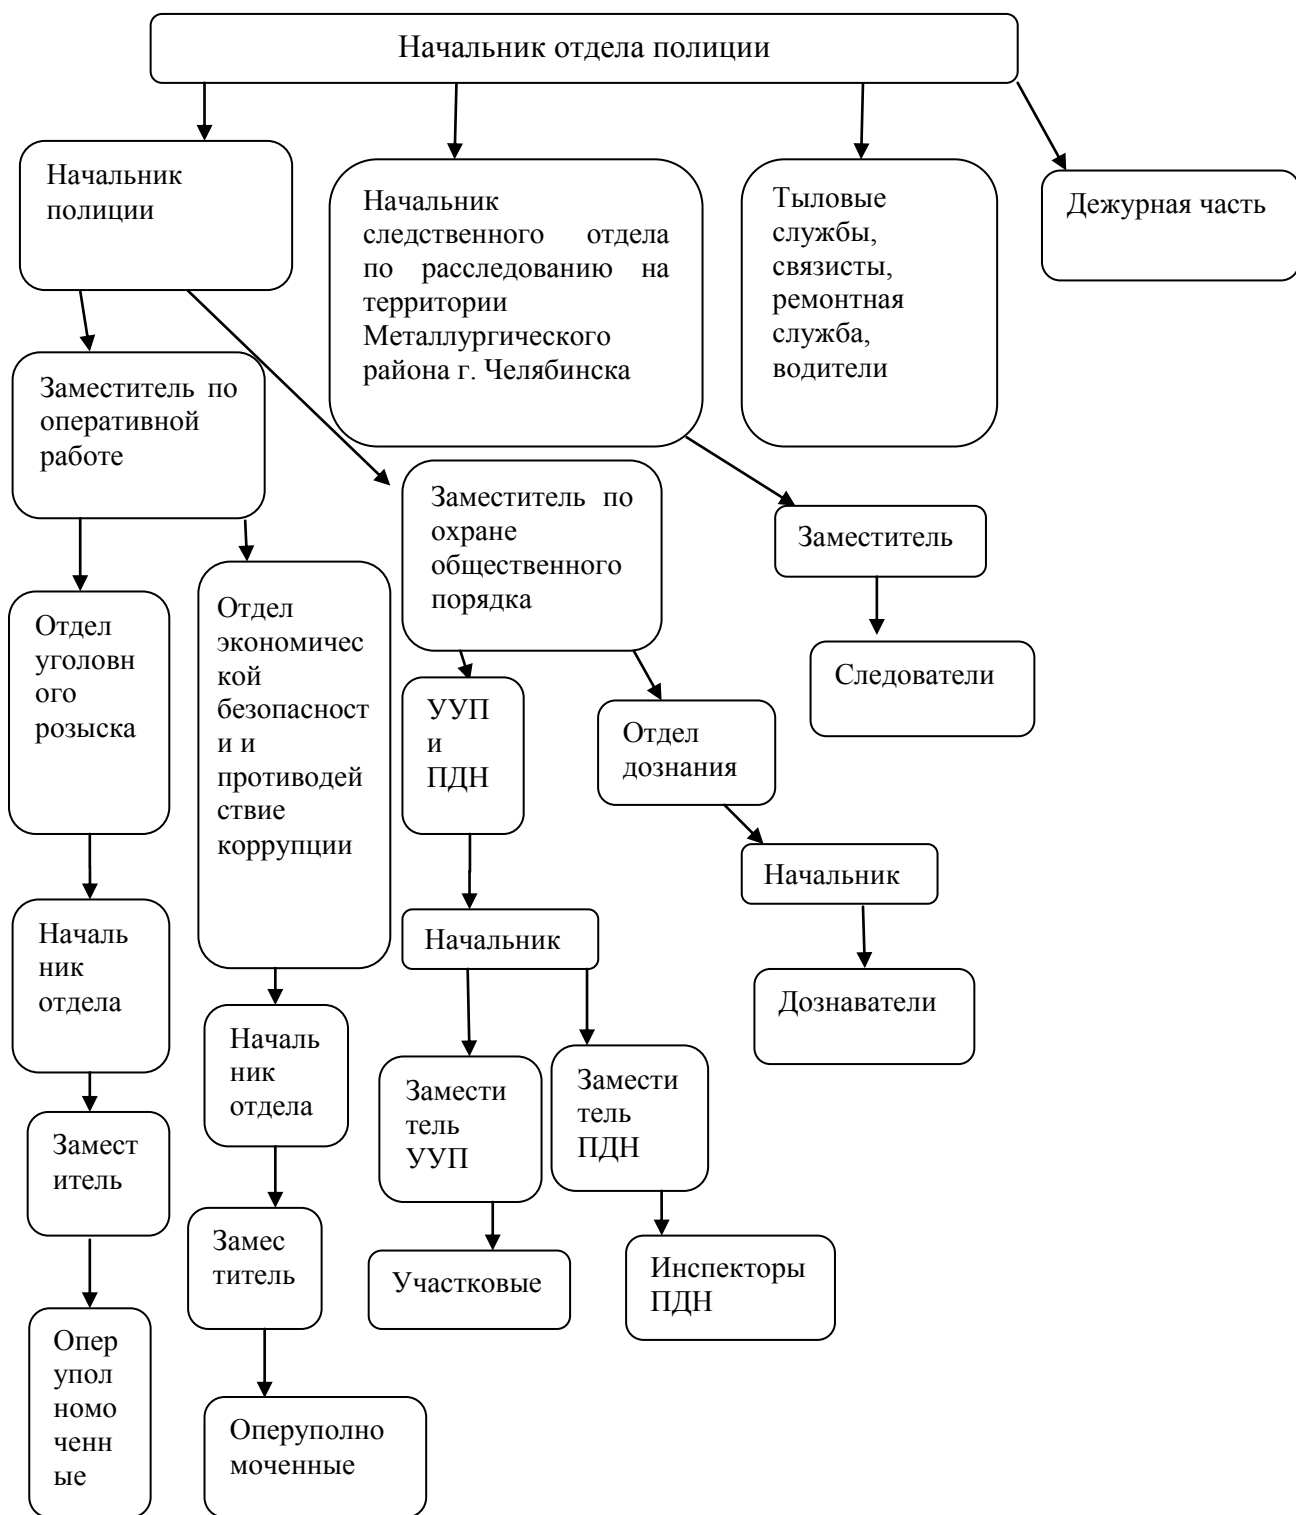 Начальник отдела полиции
Начальник
полиции
Начальник
следственного отдела
по расследованию на
территории
Металлургического
района г. Челябинска
Тыловые
службы,
связисты,
ремонтная
служба,
водители
Дежурная часть
Заместитель по
оперативной
работе
Заместитель по
охране
общественного
порядка
Заместитель
Следователи
Отдел
уголовн
ого
розыска
Отдел
экономичес
кой
безопасност
и и
противодей
ствие
коррупции
УУП
и
ПДН
Отдел
дознания
Начальник
Дознаватели
Началь
ник
отдела
Начальник
Началь
ник
отдела
Замести
тель
УУП
Замести
тель
ПДН
Замест
итель
Замес
титель
Участковые
Инспекторы
ПДН
Опер
упол
номо
ченн
ые
Оперуполно
моченные